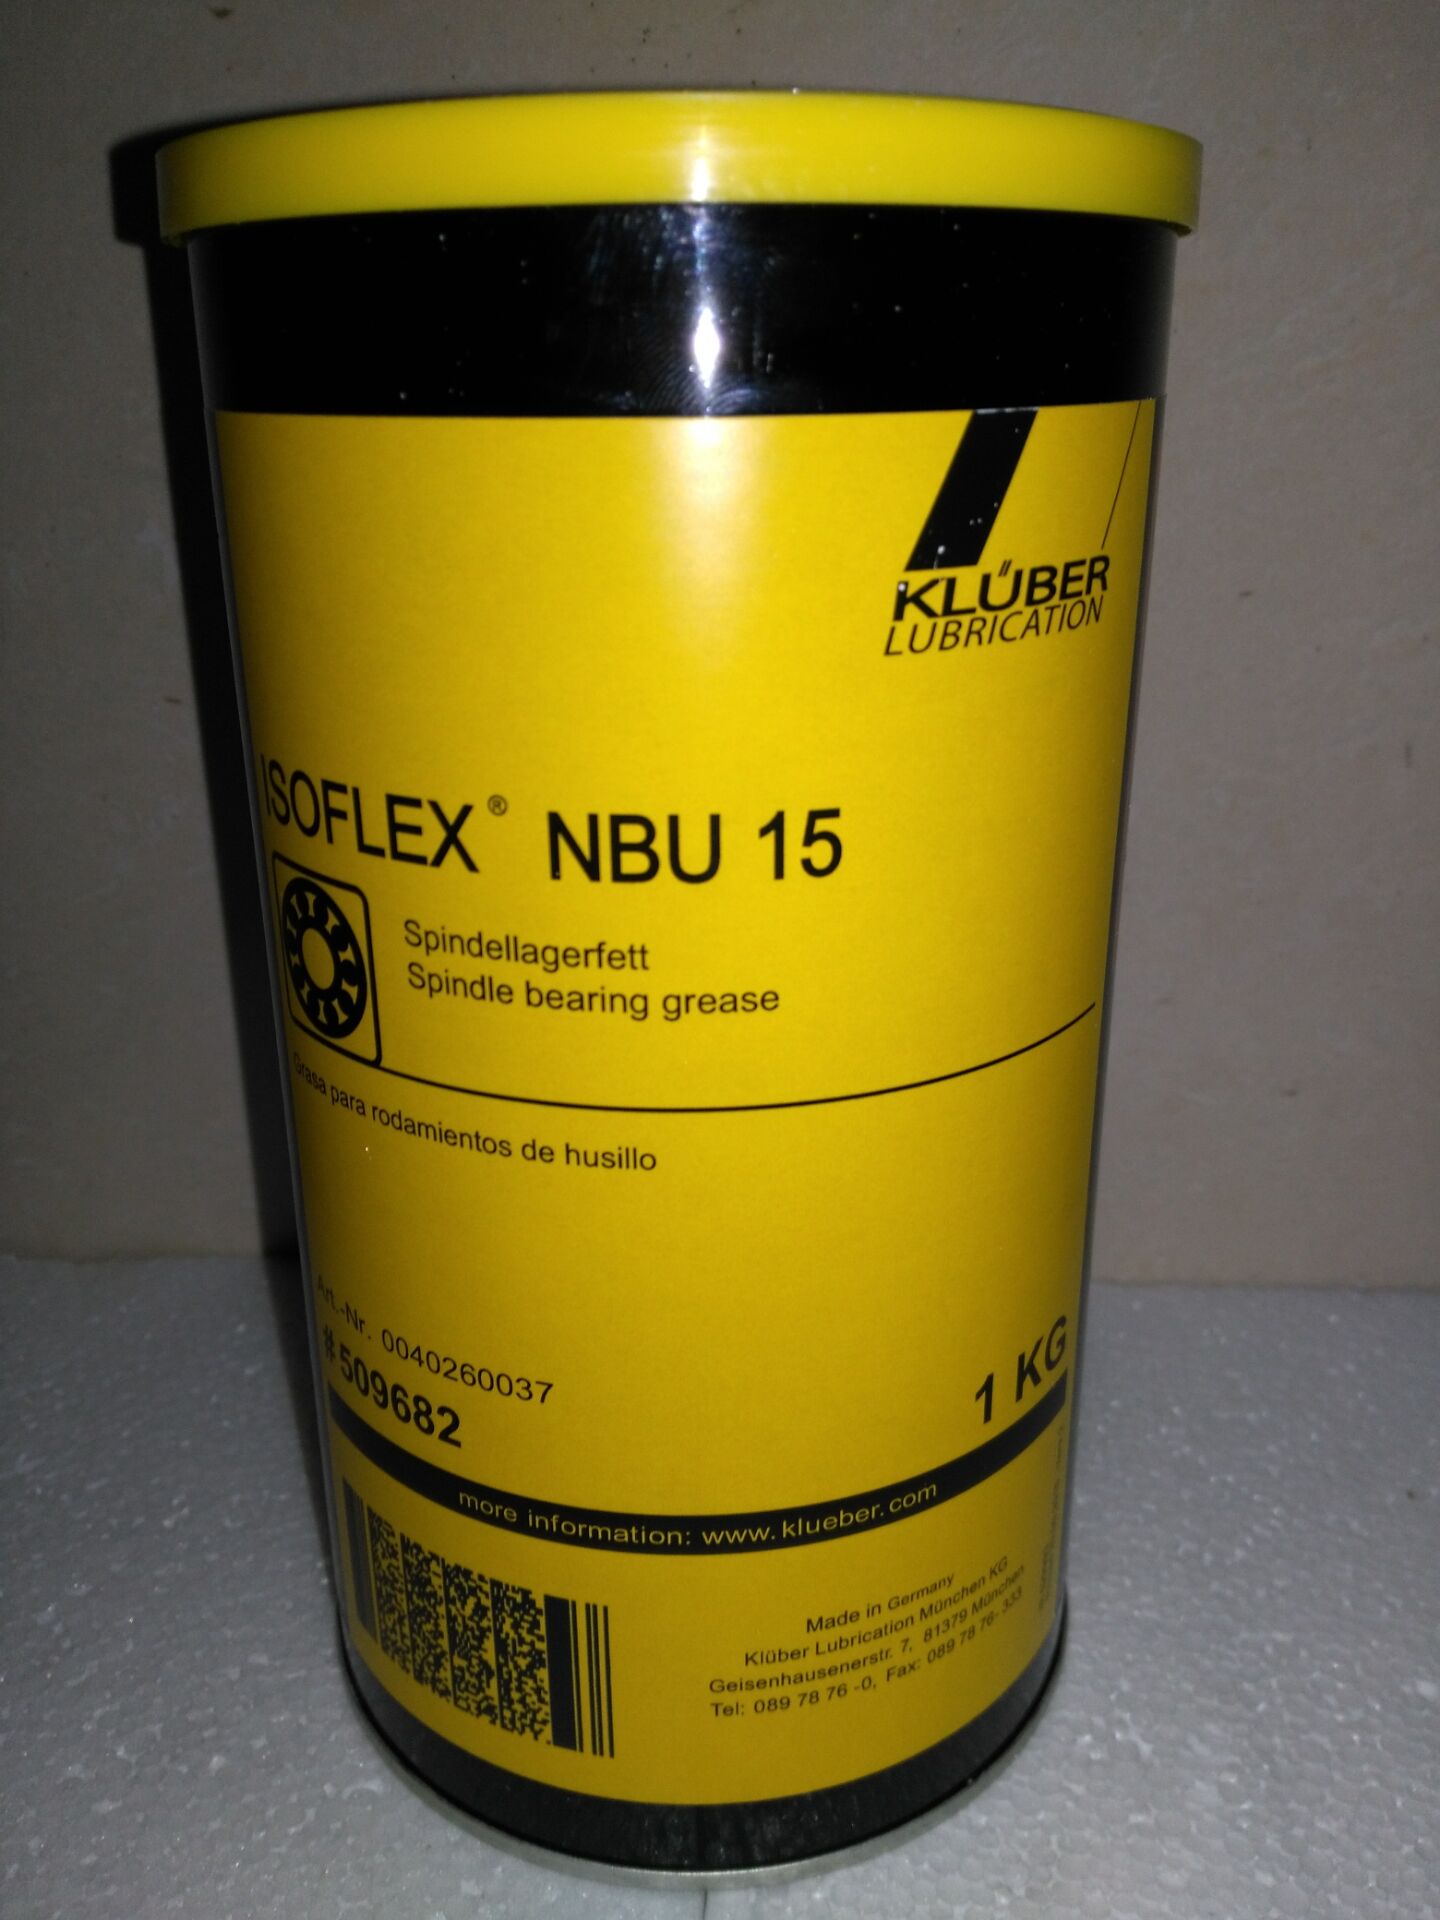 KLÜBER
LUBRICATION
ISOFLEX® NBU 15
Spindellagerfett
Spindle bearing grease
Grasa para rodamientos de husillo
Art.-Nr. 0040260037
#509682
1 KG
more information: www.klueber.com
Made in Germany
Klüber Lubrication München KG
Geisenhausenerstr. 7, 81379 München
Tel: 089 78 76 -0, Fax: 089 78 76- 333